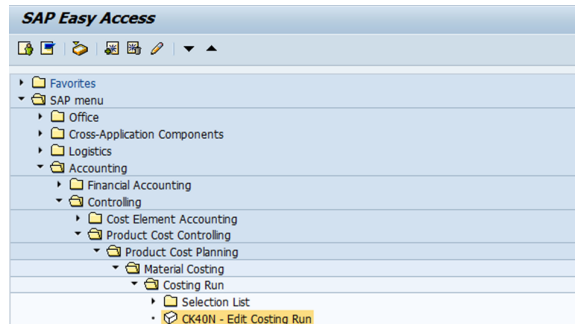 SAP Easy Access
Favorites
SAP menu
Office
Cross-Application Components
Logistics
Accounting
Financial Accounting
Controlling
Cost Element Accounting
Product Cost Controlling
Product Cost Planning
Material Costing
Costing Run
Selection List
CK40N - Edit Costing Run